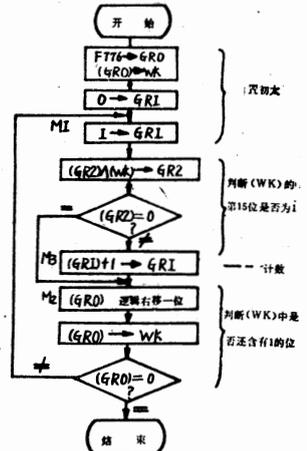 开 始
F776→GR0
(GR0)→WK
0→GR1
M1
1→GR1
(GR2)∧(WK)→GR2
判断(WK)的
第15位是否为1
=
(GR2)=0
?
≠
M3
(GR1)+1→GR1
计数
M2
(GR0) 逻辑右移一位
判断(WK)中是
否还含有1的位
(GR0)→WK
≠
(GR0)=0
?
=
结 束